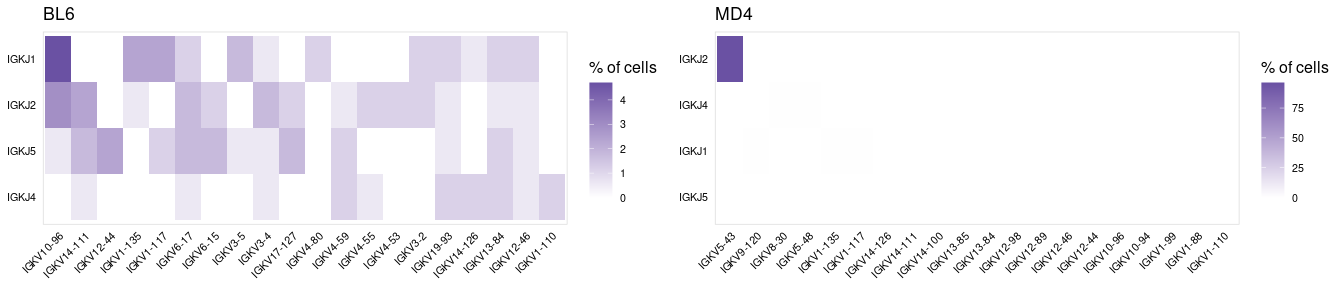 BL6
IGKJ1
IGKJ2
IGKJ5
IGKJ4
IGKV10-96
IGKV14-111
IGKV12-44
IGKV1-135
IGKV1-117
IGKV6-17
IGKV6-15
IGKV3-5
IGKV3-4
IGKV17-127
IGKV4-80
IGKV4-59
IGKV4-55
IGKV4-53
IGKV3-2
IGKV19-93
IGKV14-126
IGKV13-84
IGKV12-46
IGKV1-110
% of cells
4
3
2
1
0
MD4
IGKJ2
IGKJ4
IGKJ1
IGKJ5
IGKV5-43
IGKV9-120
IGKV8-30
IGKV5-48
IGKV1-135
IGKV1-117
IGKV14-126
IGKV14-111
IGKV14-100
IGKV13-85
IGKV13-84
IGKV12-98
IGKV12-89
IGKV12-46
IGKV12-44
IGKV10-96
IGKV10-94
IGKV1-99
IGKV1-88
IGKV1-110
% of cells
75
50
25
0